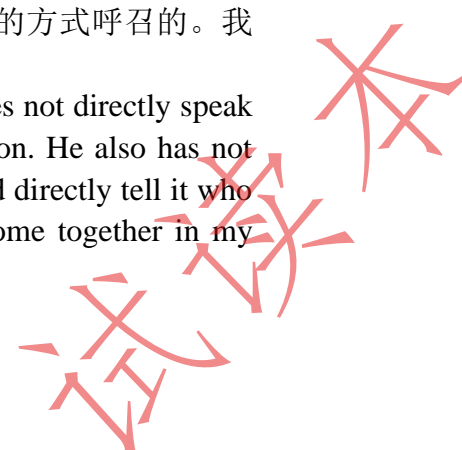 的方式呼召的。我
es not directly speak
on. He also has not
d directly tell it who
ome together in my
试读本